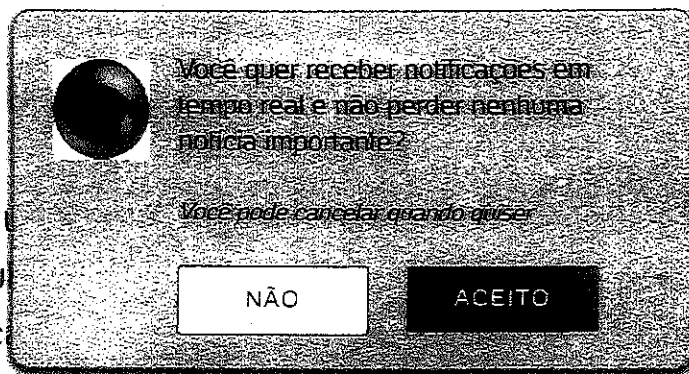 Você quer receber notificações em
tempo real e não perder nenhuma
notícia importante?
Você pode cancelar quando quiser
NÃO
ACEITO